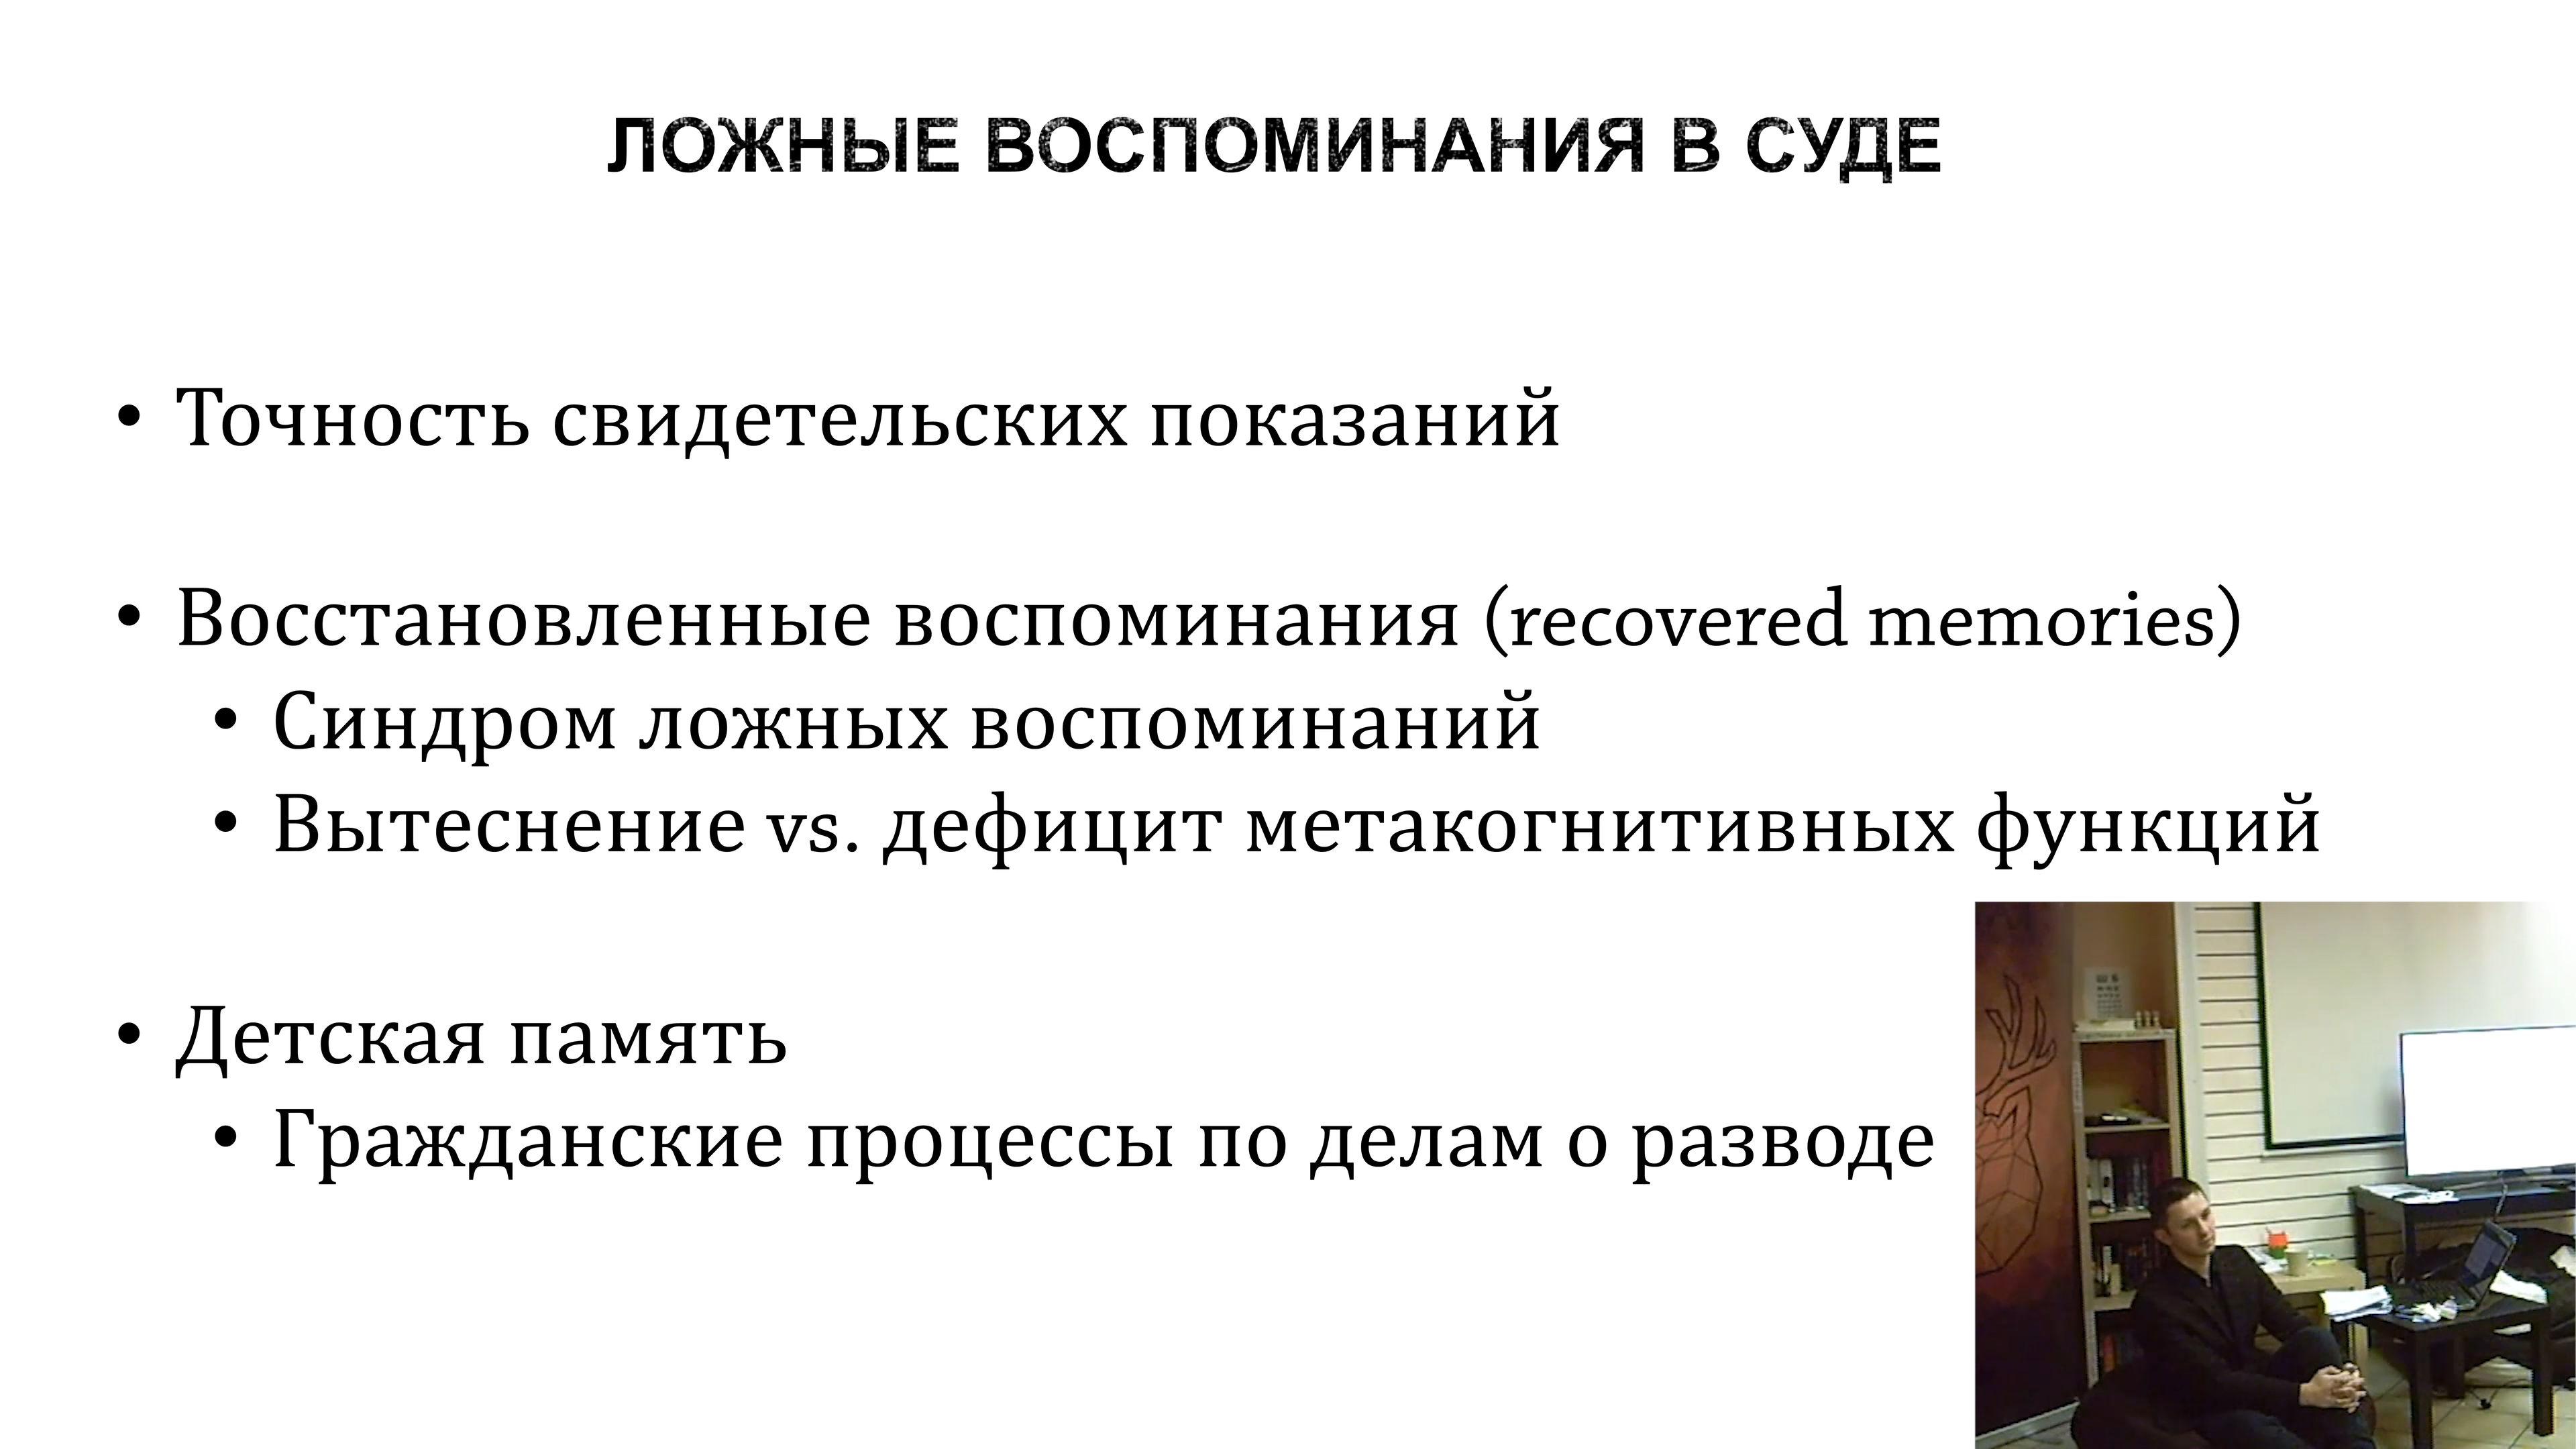 ЛОЖНЫЕ ВОСПОМИНАНИЯ В СУДЕ
• Точность свидетельских показаний
• Восстановленные воспоминания (recovered memories)
• Синдром ложных воспоминаний
• Вытеснение vs. дефицит метакогнитивных функций
• Детская память
• Гражданские процессы по делам о разводе